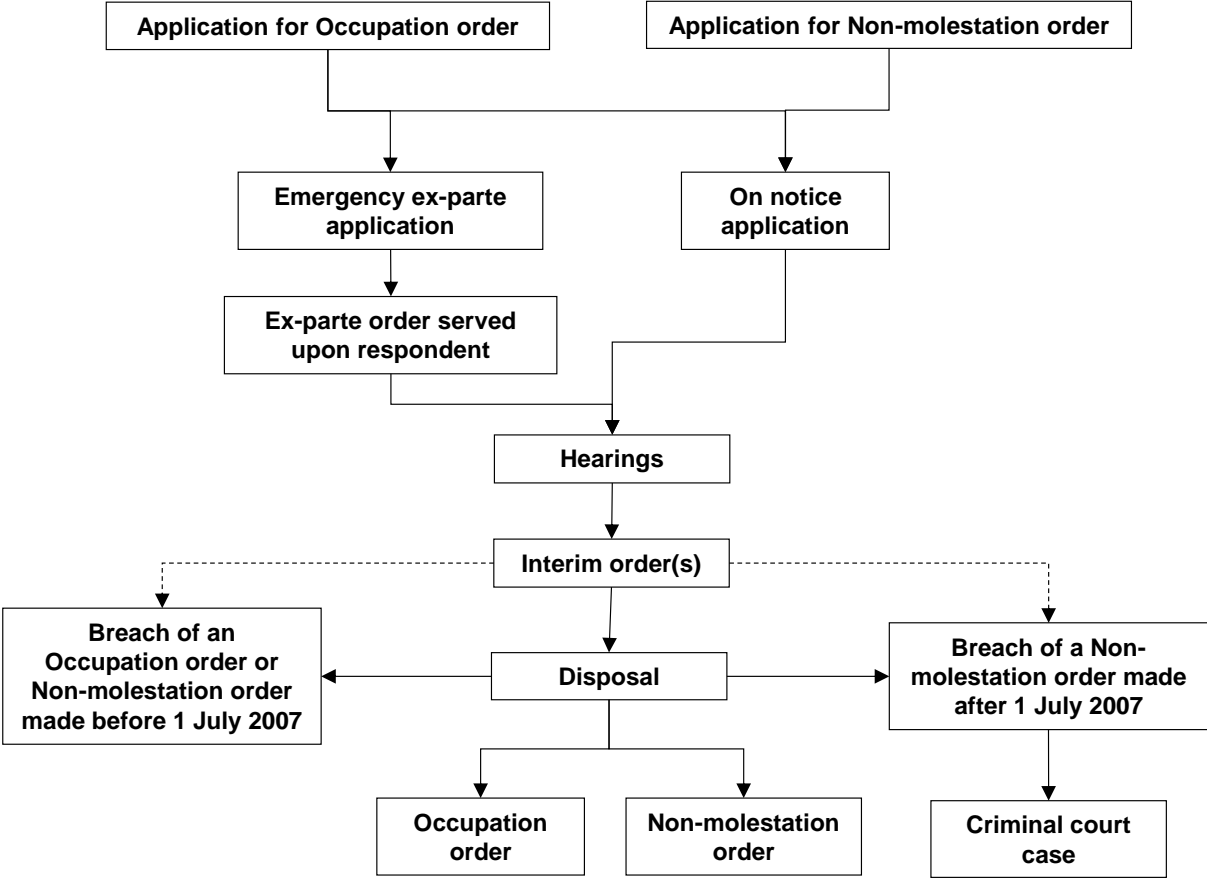 Application for Occupation order
Application for Non-molestation order
Emergency ex-parte
application
On notice
application
Ex-parte order served
upon respondent
Hearings
Interim order(s)
Breach of an
Occupation order or
Non-molestation order
made before 1 July 2007
Disposal
Breach of a Non-
molestation order made
after 1 July 2007
Occupation
order
Non-molestation
order
Criminal court
case